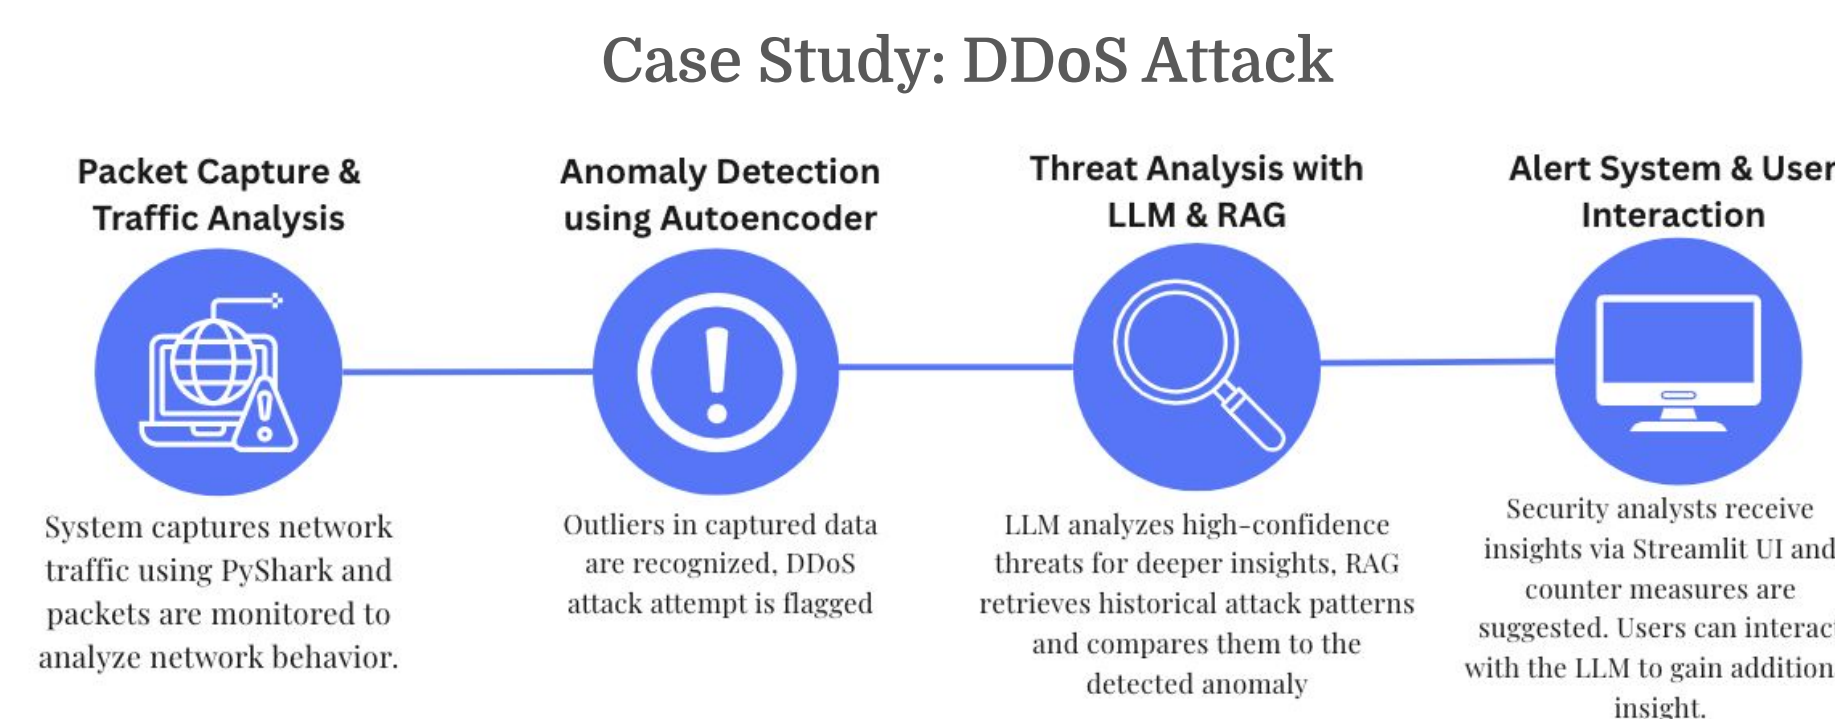 Case Study: DDoS Attack
Packet Capture &
Traffic Analysis
System captures network
traffic using PyShark and
packets are monitored to
analyze network behavior.
Anomaly Detection
using Autoencoder
Outliers in captured data
are recognized, DDoS
attack attempt is flagged
Threat Analysis with
LLM & RAG
LLM analyzes high-confidence
threats for deeper insights, RAG
retrieves historical attack patterns
and compares them to the
detected anomaly
Alert System & User
Interaction
Security analysts receive
insights via Streamlit UI and
counter measures are
suggested. Users can interact
with the LLM to gain addition
insight.